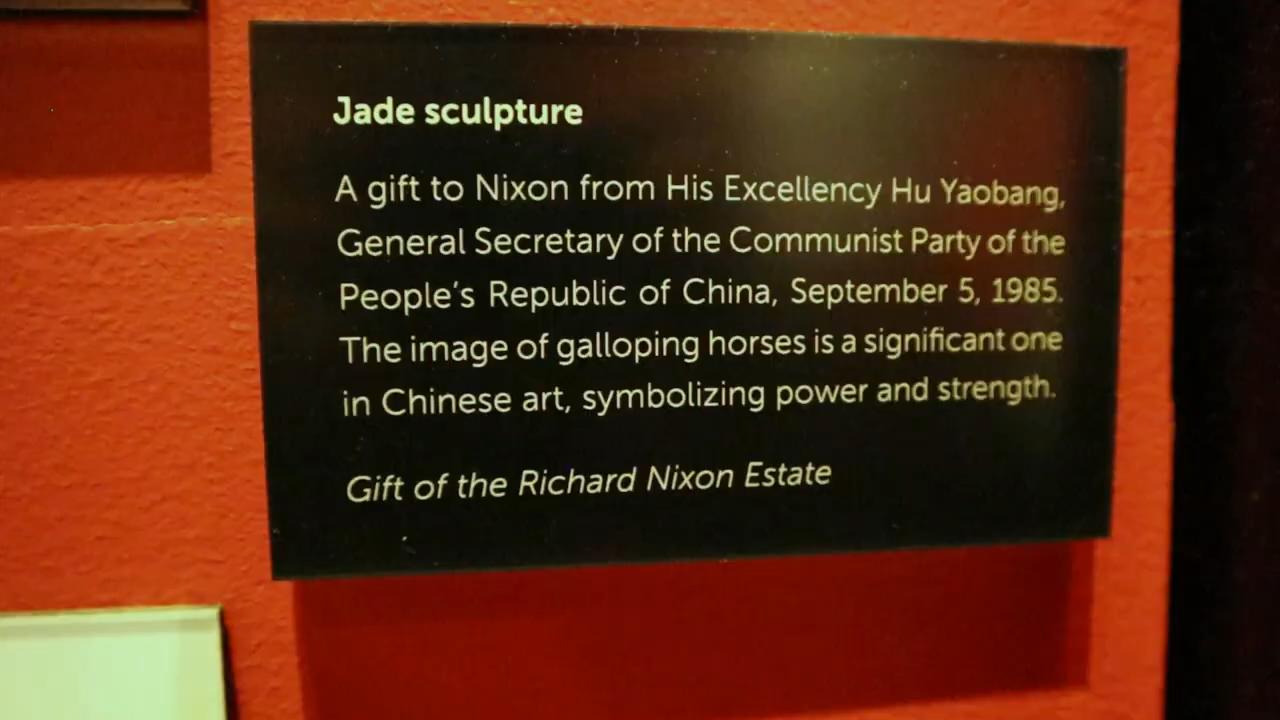 Jade sculpture
A gift to Nixon from His Excellency Hu Yaobang,
General Secretary of the Communist Party of the
People's Republic of China, September 5, 1985.
The image of galloping horses is a significant one
in Chinese art, symbolizing power and strength.
Gift of the Richard Nixon Estate